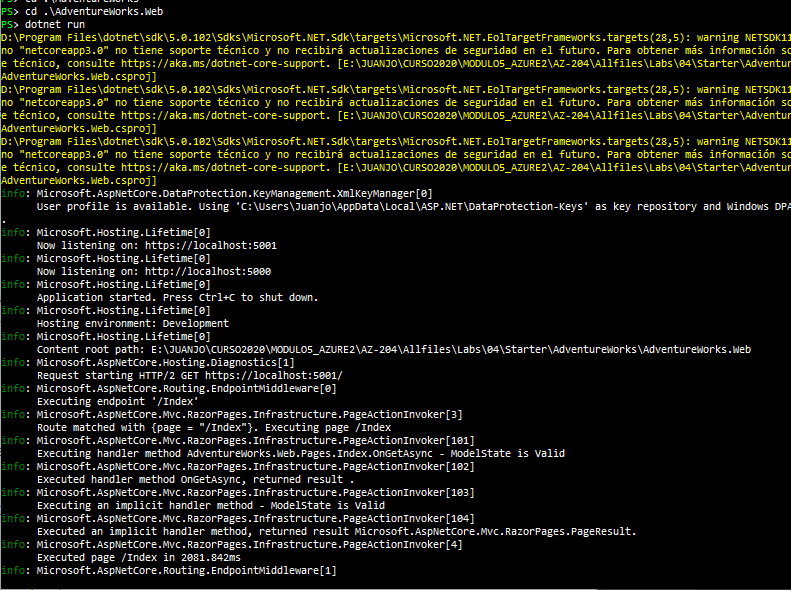 PS> cd .\AdventureWorks
PS> cd .\AdventureWorks.Web
PS> dotnet run
D:\Program Files\dotnet\sdk\5.0.102\Sdks\Microsoft.NET.Sdk\targets\Microsoft.NET.EolTargetFrameworks.targets(28,5): warning NETSDK11
no "netcoreapp3.0" no tiene soporte técnico y no recibirá actualizaciones de seguridad en el futuro. Para obtener más información so
e técnico, consulte https://aka.ms/dotnet-core-support. [E:\JUANJO\CURSO2020\MODULO5_AZURE2\AZ-204\Allfiles\Labs\04\Starter\Adventur
AdventureWorks.Web.csproj]
D:\Program Files\dotnet\sdk\5.0.102\Sdks\Microsoft.NET.Sdk\targets\Microsoft.NET.EolTargetFrameworks.targets(28,5): warning NETSDK11
no "netcoreapp3.0" no tiene soporte técnico y no recibirá actualizaciones de seguridad en el futuro. Para obtener más información so
e técnico, consulte https://aka.ms/dotnet-core-support. [E:\JUANJO\CURSO2020\MODULO5_AZURE2\AZ-204\Allfiles\Labs\04\Starter\Adventur
AdventureWorks.Web.csproj]
D:\Program Files\dotnet\sdk\5.0.102\Sdks\Microsoft.NET.Sdk\targets\Microsoft.NET.EolTargetFrameworks.targets(28,5): warning NETSDK11
no "netcoreapp3.0" no tiene soporte técnico y no recibirá actualizaciones de seguridad en el futuro. Para obtener más información so
e técnico, consulte https://aka.ms/dotnet-core-support. [E:\JUANJO\CURSO2020\MODULO5_AZURE2\AZ-204\Allfiles\Labs\04\Starter\Adventur
AdventureWorks.Web.csproj]
info: Microsoft.AspNetCore.DataProtection.KeyManagement.XmlKeyManager[0]
User profile is available. Using 'C:\Users\Juanjo\AppData\Local\ASP.NET\DataProtection-Keys' as key repository and Windows DPA
.
info: Microsoft.Hosting.Lifetime[0]
Now listening on: https://localhost:5001
info: Microsoft.Hosting.Lifetime[0]
Now listening on: http://localhost:5000
info: Microsoft.Hosting.Lifetime[0]
Application started. Press Ctrl+C to shut down.
info: Microsoft.Hosting.Lifetime[0]
Hosting environment: Development
info: Microsoft.Hosting.Lifetime[0]
Content root path: E:\JUANJO\CURSO2020\MODULO5_AZURE2\AZ-204\Allfiles\Labs\04\Starter\AdventureWorks\AdventureWorks.Web
info: Microsoft.AspNetCore.Hosting.Diagnostics[1]
Request starting HTTP/2 GET https://localhost:5001/
info: Microsoft.AspNetCore.Routing.EndpointMiddleware[0]
Executing endpoint '/Index'
info: Microsoft.AspNetCore.Mvc.RazorPages.Infrastructure.PageActionInvoker[3]
Route matched with {page = "/Index"}. Executing page /Index
info: Microsoft.AspNetCore.Mvc.RazorPages.Infrastructure.PageActionInvoker[101]
Executing handler method AdventureWorks.Web.Pages.Index.OnGetAsync - ModelState is Valid
info: Microsoft.AspNetCore.Mvc.RazorPages.Infrastructure.PageActionInvoker[102]
Executed handler method OnGetAsync, returned result .
info: Microsoft.AspNetCore.Mvc.RazorPages.Infrastructure.PageActionInvoker[103]
Executing an implicit handler method - ModelState is Valid
info: Microsoft.AspNetCore.Mvc.RazorPages.Infrastructure.PageActionInvoker[104]
Executed an implicit handler method, returned result Microsoft.AspNetCore.Mvc.RazorPages.PageResult.
info: Microsoft.AspNetCore.Mvc.RazorPages.Infrastructure.PageActionInvoker[4]
Executed page /Index in 2081.842ms
info: Microsoft.AspNetCore.Routing.EndpointMiddleware[1]